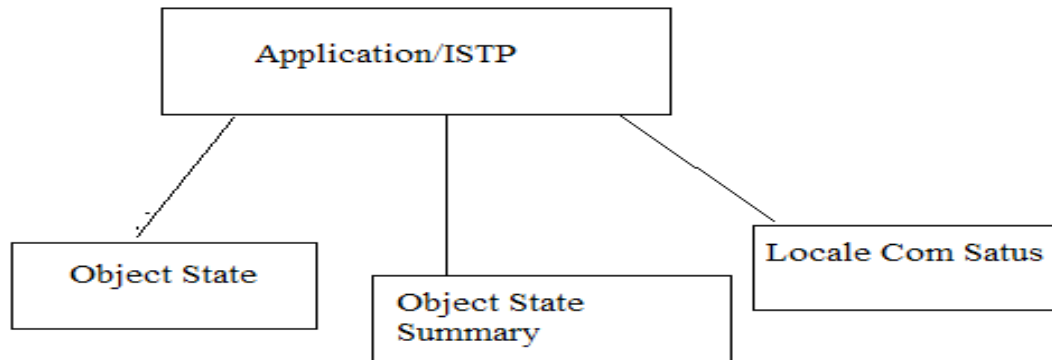 Application/ISTP
Object State
Object State
Summary
Locale Com Satus